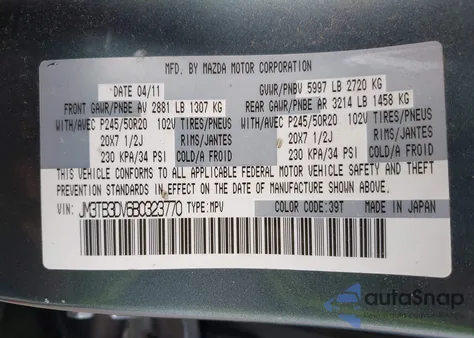 MFD. BY MAZDA MOTOR CORPORATION
DATE 04/11 GVWR/PNBV 5997 LB 2720 KG
FRONT GAWR/PNBE AV 2881 LB 1307 KG REAR GAWR/PNBE AR 3214 LB 1458 KG
WITH/AVEC P245/50R20 102V TIRES/PNEUS WITH/AVEC P245/50R20 102V TIRES/PNEUS
20X7 1/2J RIMS/JANTES 20X7 1/2J RIMS/JANTES
230 KPA/34 PSI COLD/A FROID 230 KPA/34 PSI COLD/A FROID
THIS VEHICLE CONFORMS TO ALL APPLICABLE FEDERAL MOTOR VEHICLE SAFETY AND THEFT
PREVENTION STANDARDS IN EFFECT ON THE DATE OF MANUFACTURE SHOWN ABOVE.
VIN: JM3TB3DV6B0323770 TYPE: MPV COLOR CODE: 39T MADE IN JAPAN
autoSnap